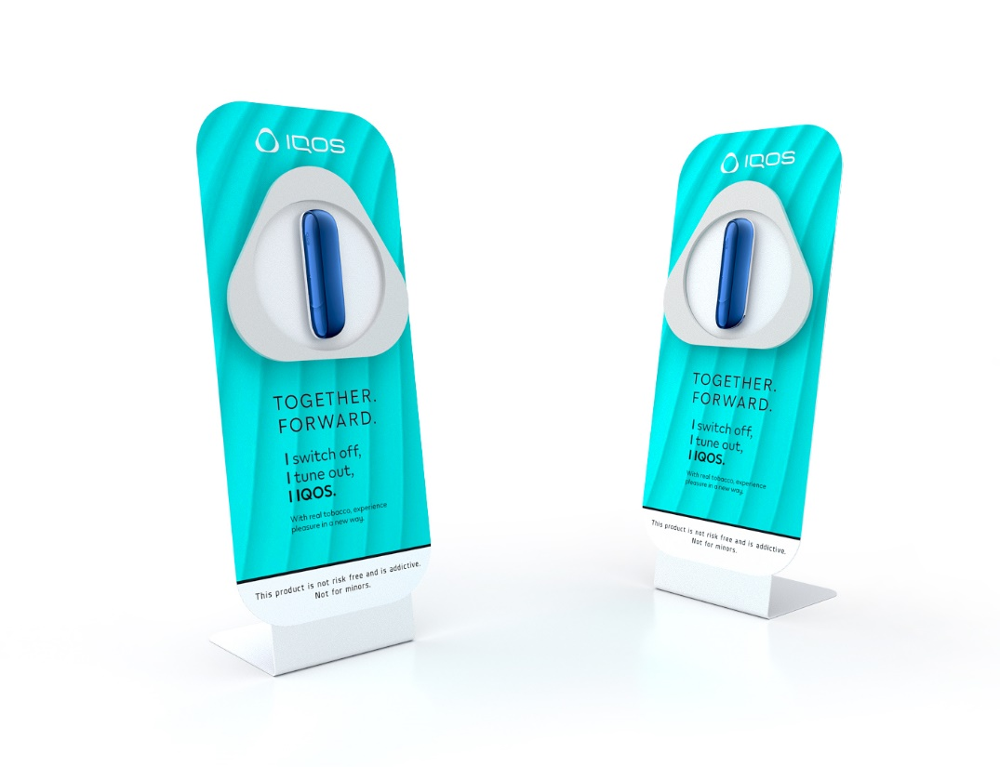 IQOS
TOGETHER.
FORWARD.
I switch off,
I tune out,
I IQOS.
With real tobacco, experience
pleasure in a new way.
This product is not risk free and is addictive.
Not for minors.
IQOS
TOGETHER.
FORWARD.
I switch off,
I tune out,
I IQOS.
With real tobacco, experience
pleasure in a new way.
This product is not risk free and is addictive.
Not for minors.